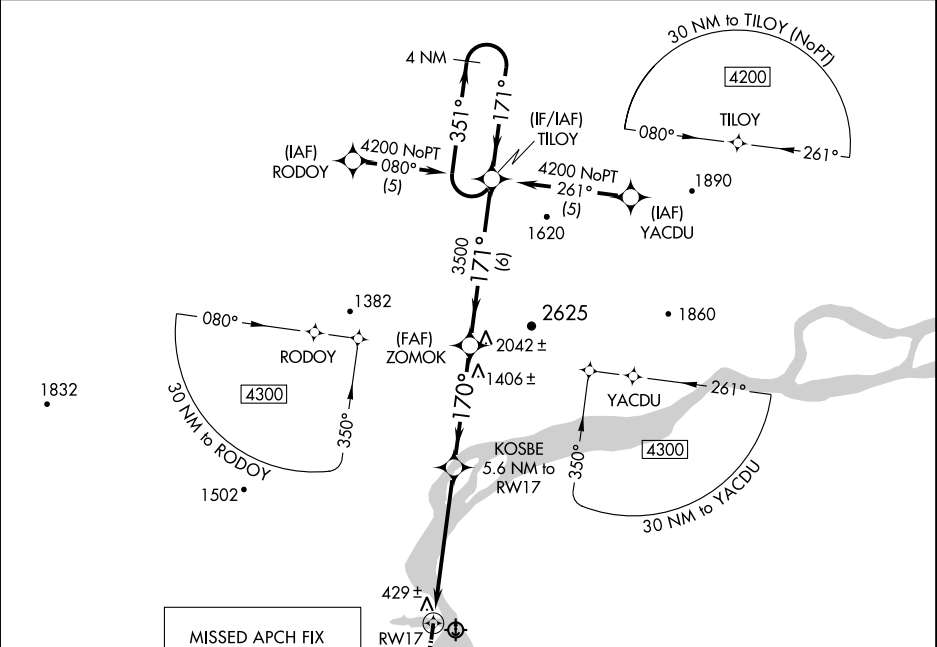 30 NM to TILOY (NoPT)
4200
TILOY
080°
261°
4 NM
351°
171°
(IF/IAF)
TILOY
(IAF)
RODOY
4200 NoPT
080°
(5)
4200 NoPT
261°
(5)
(IAF)
YACDU
1890
1620
3500
171°
(6)
1382
2625
1860
080°
RODOY
4300
350°
30 NM to RODOY
1832
1502
(FAF)
ZOMOK
2042 ±
1406 ±
170°
KOSBE
5.6 NM to
RW17
YACDU
261°
4300
350°
30 NM to YACDU
429 ±
RW17
MISSED APCH FIX